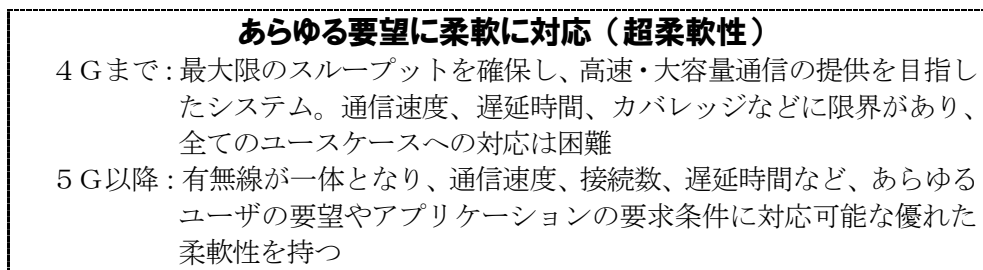 あらゆる要望に柔軟に対応（超柔軟性）
４Gまで：最大限のスループットを確保し、高速・大容量通信の提供を目指し
たシステム。通信速度、遅延時間、カバレッジなどに限界があり、
全てのユースケースへの対応は困難
５G以降：有無線が一体となり、通信速度、接続数、遅延時間など、あらゆる
ユーザの要望やアプリケーションの要求条件に対応可能な優れた
柔軟性を持つ